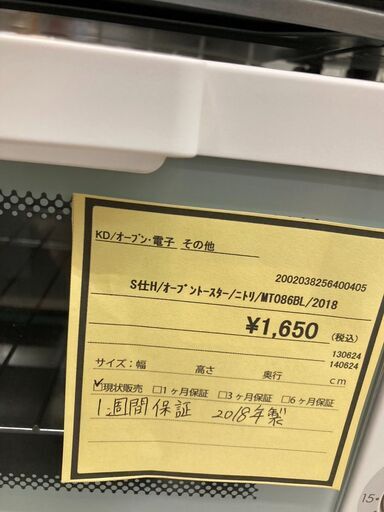 KD/オーブン・電子 その他
2002038256400405
S仕H/オーブントースター/ニトリ/MT086BL/2018
¥1,650 (税込)
130624
140624
サイズ:幅 高さ 奥行 cm
☑現状販売 □1ヶ月保証 □3ヶ月保証 □6ヶ月保証
1週間保証 2018年製
15